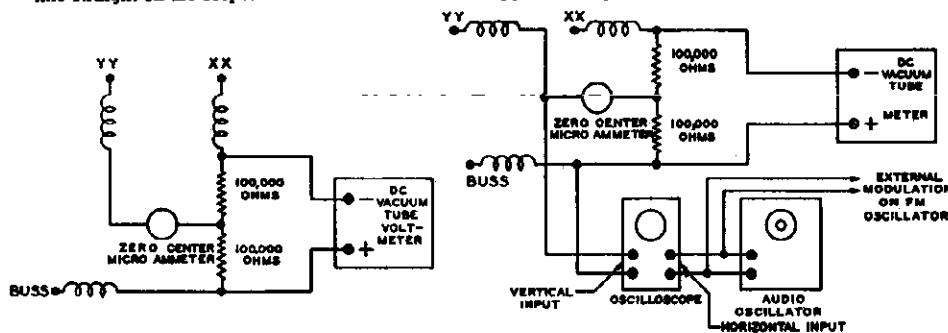 YY
XX
100,000
OHMS
ZERO CENTER
MICRO AMMETER
100,000
OHMS
BUSS
DC
VACUUM
TUBE
VOLT-
METER
YY
XX
100,000
OHMS
ZERO CENTER
MICRO AMMETER
100,000
OHMS
BUSS
DC
VACUUM
TUBE
METER
EXTERNAL
MODULATION
ON FM
OSCILLATOR
VERTICAL
INPUT
OSCILLOSCOPE
AUDIO
OSCILLATOR
HORIZONTAL INPUT